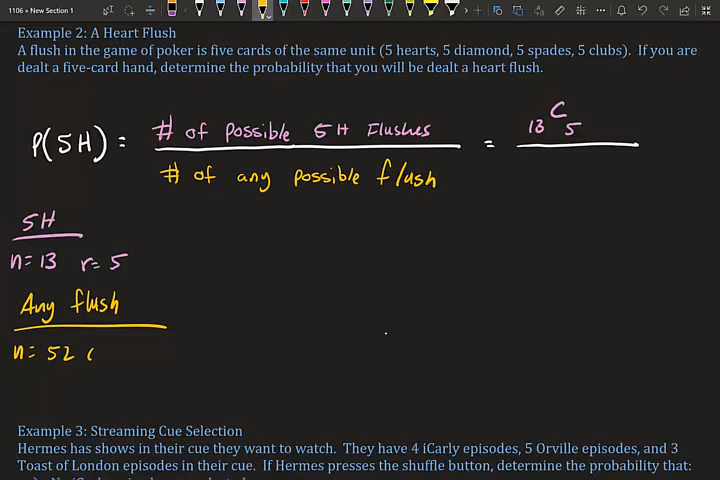 1106 » New Section 1
Example 2: A Heart Flush
A flush in the game of poker is five cards of the same unit (5 hearts, 5 diamond, 5 spades, 5 clubs). If you are
dealt a five-card hand, determine the probability that you will be dealt a heart flush.
P(5H) = # of possible 5H Flushes / # of any possible flush = 13C5
5H
n = 13 r = 5
Any flush
n = 52 (
Example 3: Streaming Cue Selection
Hermes has shows in their cue they want to watch. They have 4 iCarly episodes, 5 Orville episodes, and 3
Toast of London episodes in their cue. If Hermes presses the shuffle button, determine the probability that: